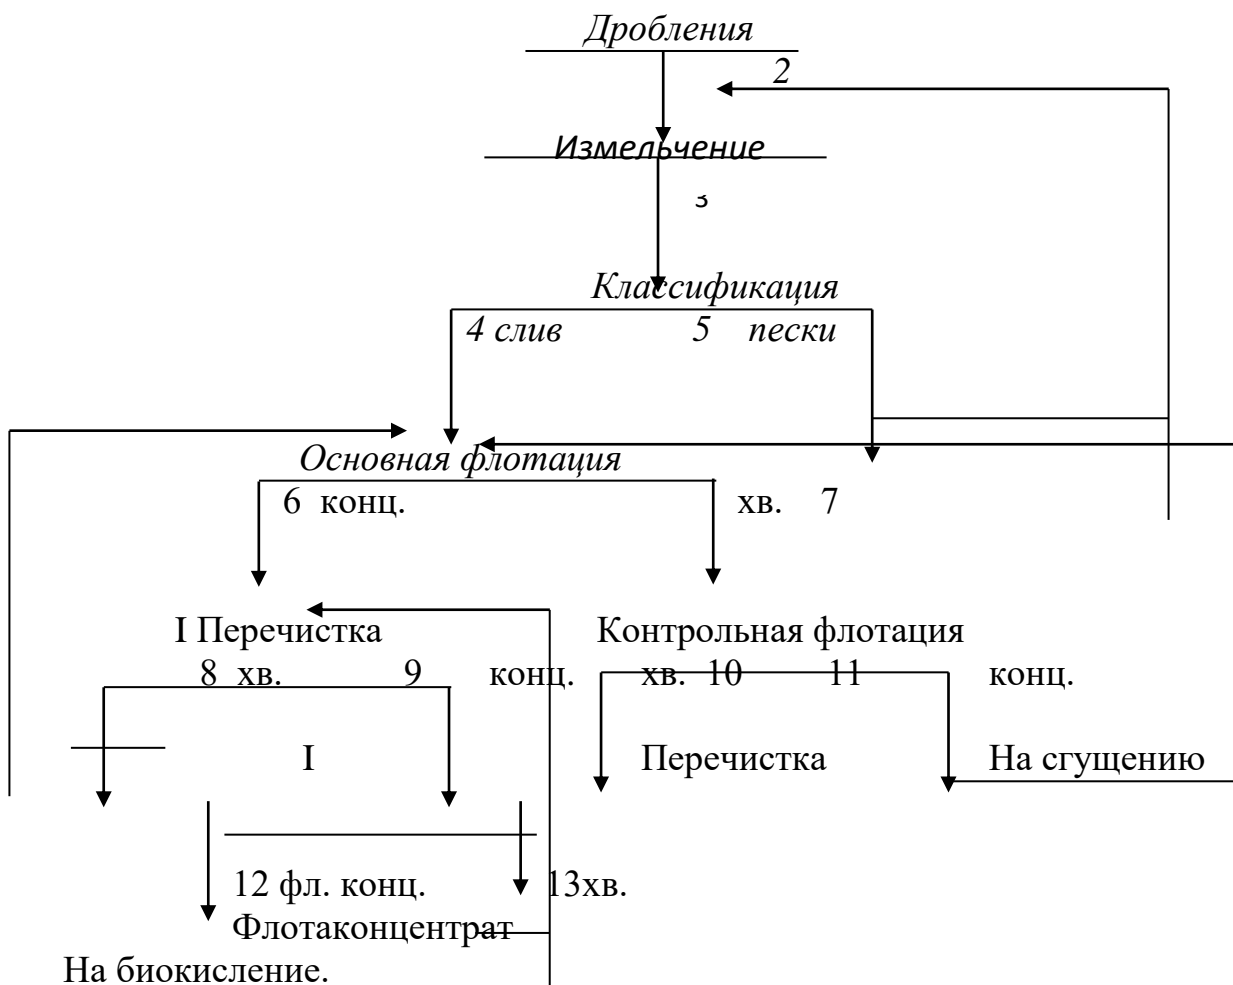 Дробления
2
Измельчение
3
Классификация
4 слив 5 пески
Основная флотация
6 конц. хв. 7
I Перечистка Контрольная флотация
8 хв. 9 конц. хв. 10 11 конц.
I Перечистка На сгущению
12 фл. конц. 13хв.
Флотаконцентрат
На биокисление.